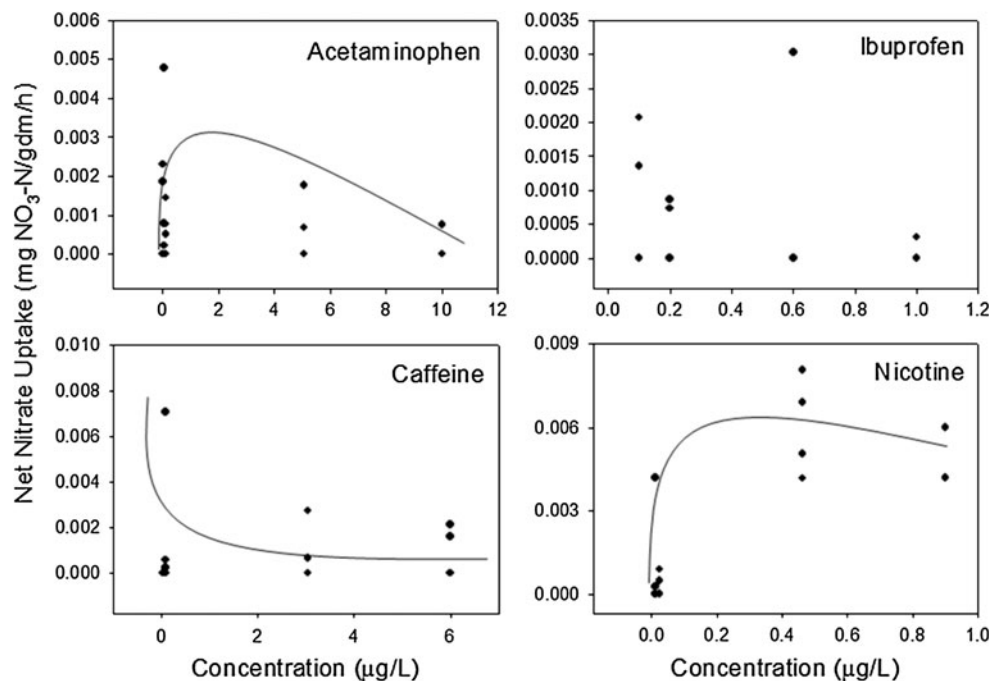 Net Nitrate Uptake (mg NO₃-N/gdm/h)
Acetaminophen
0.006
0.005
0.004
0.003
0.002
0.001
0.000
0 2 4 6 8 10 12
Ibuprofen
0.0035
0.0030
0.0025
0.0020
0.0015
0.0010
0.0005
0.0000
0.0 0.2 0.4 0.6 0.8 1.0 1.2
Caffeine
0.010
0.008
0.006
0.004
0.002
0.000
0 2 4 6
Concentration (μg/L)
Nicotine
0.009
0.006
0.003
0.000
0.0 0.2 0.4 0.6 0.8 1.0
Concentration (μg/L)